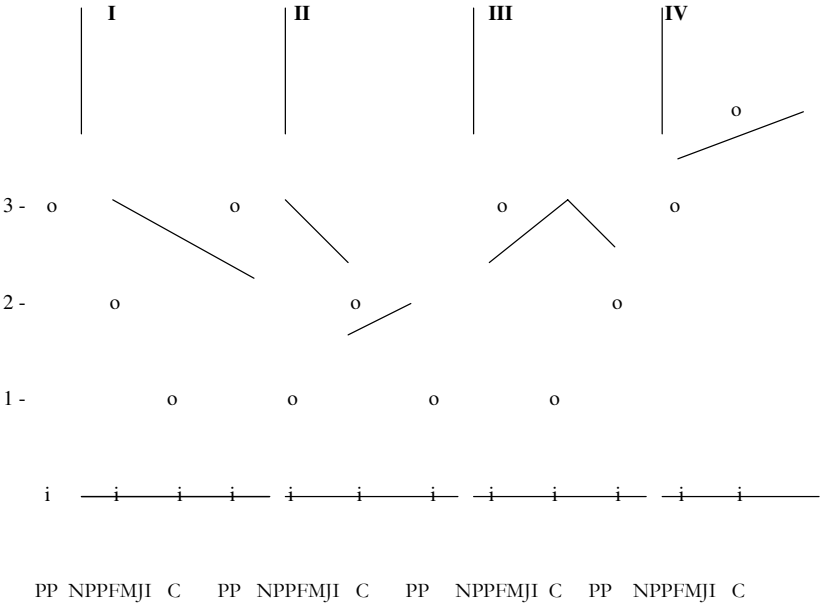 I II III IV
o
3 - o o o o
2 - o o o
1 - o o o o
i i i i i i i i i i i i
PP NPPFMJI C PP NPPFMJI C PP NPPFMJI C PP NPPFMJI C